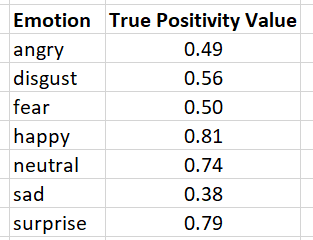 Emotion True Positivity Value
angry 0.49
disgust 0.56
fear 0.50
happy 0.81
neutral 0.74
sad 0.38
surprise 0.79